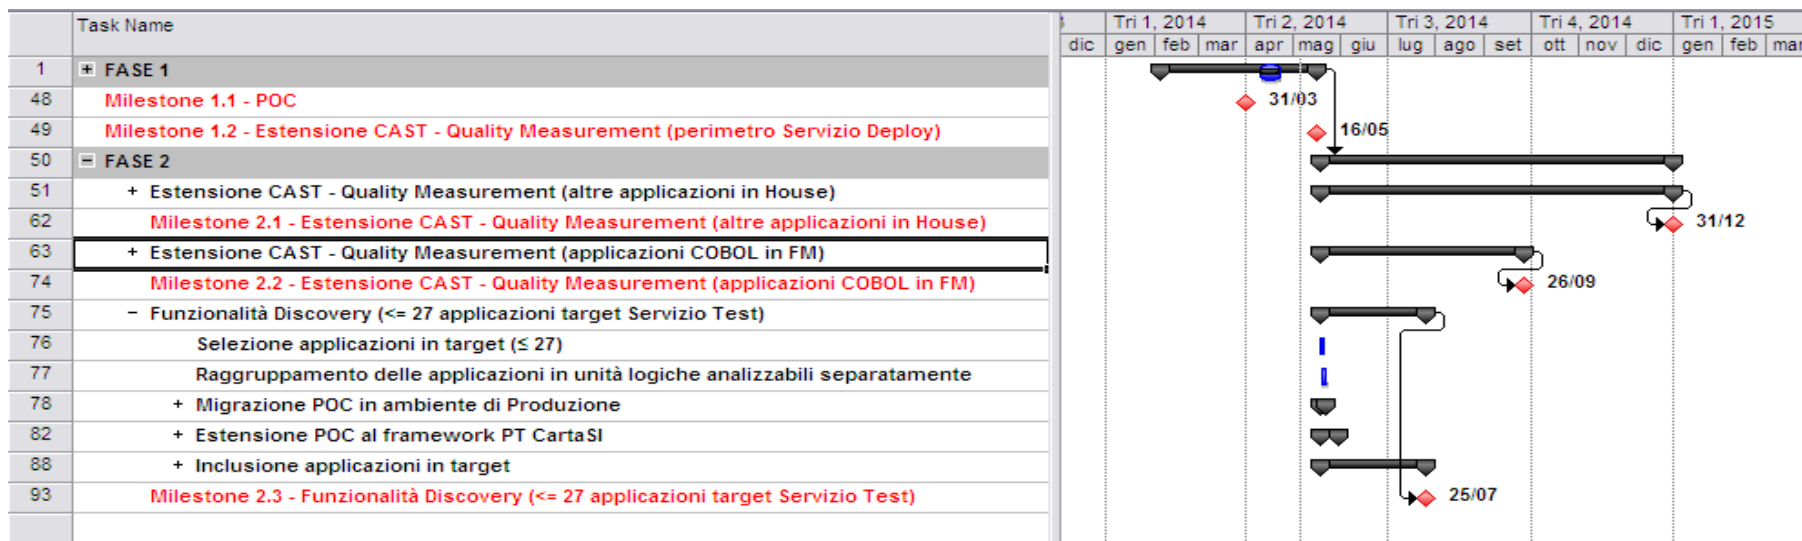 Task Name
Tri 1, 2014 Tri 2, 2014 Tri 3, 2014 Tri 4, 2014 Tri 1, 2015
dic gen feb mar apr mag giu lug ago set ott nov dic gen feb mar
1 + FASE 1
48 Milestone 1.1 - POC 31/03
49 Milestone 1.2 - Estensione CAST - Quality Measurement (perimetro Servizio Deploy) 16/05
50 − FASE 2
51 + Estensione CAST - Quality Measurement (altre applicazioni in House)
62 Milestone 2.1 - Estensione CAST - Quality Measurement (altre applicazioni in House) 31/12
63 + Estensione CAST - Quality Measurement (applicazioni COBOL in FM)
74 Milestone 2.2 - Estensione CAST - Quality Measurement (applicazioni COBOL in FM) 26/09
75 − Funzionalità Discovery (<= 27 applicazioni target Servizio Test)
76 Selezione applicazioni in target (≤ 27)
77 Raggruppamento delle applicazioni in unità logiche analizzabili separatamente
78 + Migrazione POC in ambiente di Produzione
82 + Estensione POC al framework PT CartaSI
88 + Inclusione applicazioni in target
93 Milestone 2.3 - Funzionalità Discovery (<= 27 applicazioni target Servizio Test) 25/07